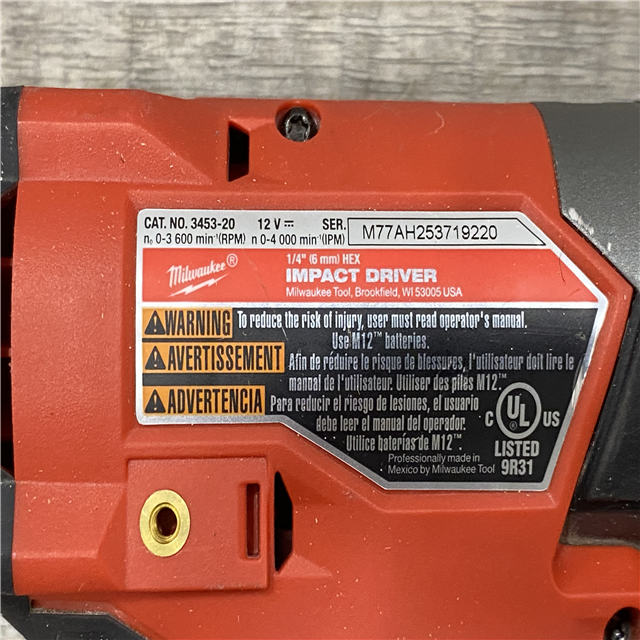 CAT. NO. 3453-20 12 V ⎓ SER. M77AH253719220
n₀ 0-3 600 min⁻¹(RPM) n 0-4 000 min⁻¹(IPM)
Milwaukee®
1/4" (6 mm) HEX
IMPACT DRIVER
Milwaukee Tool, Brookfield, WI 53005 USA
WARNING To reduce the risk of injury, user must read operator's manual.
Use M12™ batteries.
AVERTISSEMENT Afin de réduire le risque de blessures, l'utilisateur doit lire le
manuel de l'utilisateur. Utiliser des piles M12™.
ADVERTENCIA Para reducir el riesgo de lesiones, el usuario
debe leer el manual del operador.
Utilice baterías de M12™.
Professionally made in
Mexico by Milwaukee Tool
C UL US
LISTED
9R31